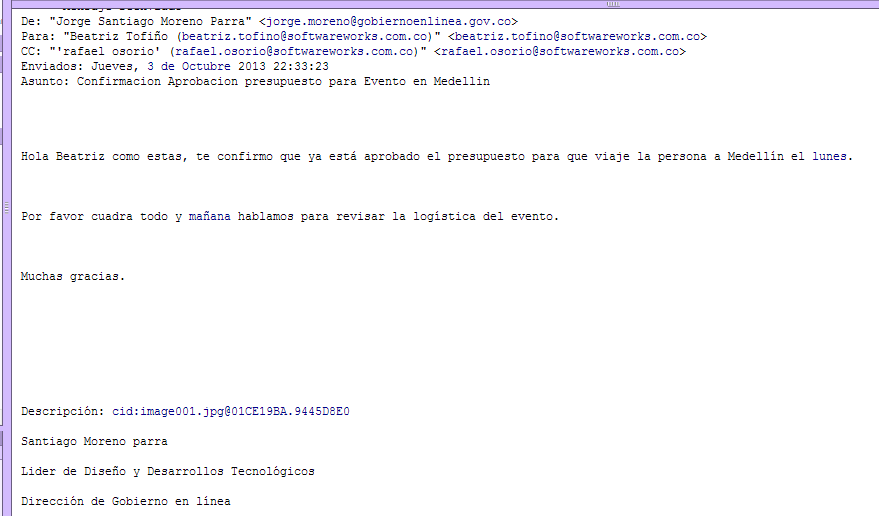 De: "Jorge Santiago Moreno Parra" <jorge.moreno@gobiernoenlinea.gov.co>
Para: "Beatriz Tofiño (beatriz.tofino@softwareworks.com.co)" <beatriz.tofino@softwareworks.com.co>
CC: "'rafael osorio' (rafael.osorio@softwareworks.com.co)" <rafael.osorio@softwareworks.com.co>
Enviados: Jueves, 3 de Octubre 2013 22:33:23
Asunto: Confirmacion Aprobacion presupuesto para Evento en Medellin
Hola Beatriz como estas, te confirmo que ya está aprobado el presupuesto para que viaje la persona a Medellín el lunes.
Por favor cuadra todo y mañana hablamos para revisar la logística del evento.
Muchas gracias.
Descripción: cid:image001.jpg@01CE19BA.9445D8E0
Santiago Moreno parra
Lider de Diseño y Desarrollos Tecnológicos
Dirección de Gobierno en línea